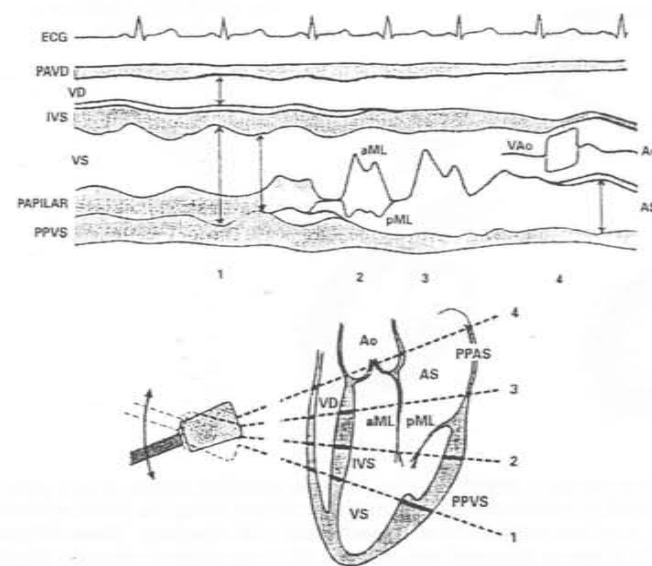 ECG
PAVD
VD
IVS
VS
aML
VAo
Ao
PAPILAR
pML
AS
PPVS
1 2 3 4
4
Ao
PPAS
AS
3
VD
aML pML
2
IVS
PPVS
VS
1